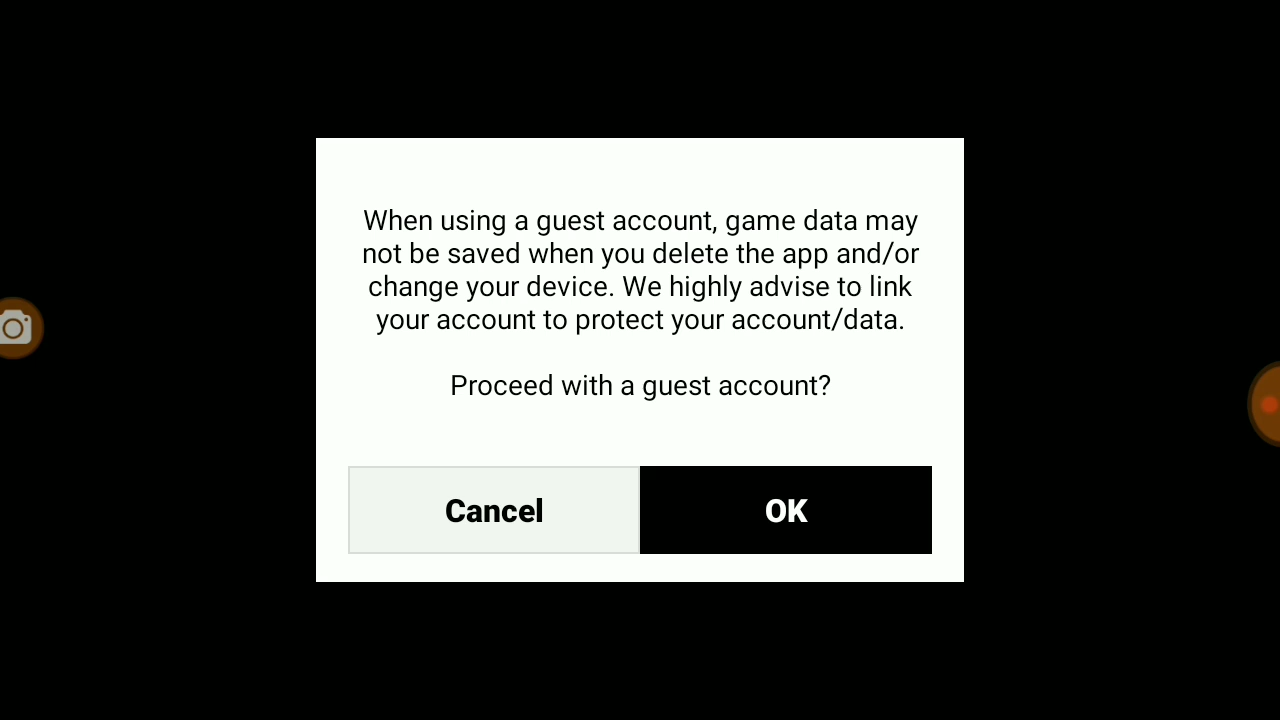 When using a guest account, game data may
not be saved when you delete the app and/or
change your device. We highly advise to link
your account to protect your account/data.
Proceed with a guest account?
Cancel
OK